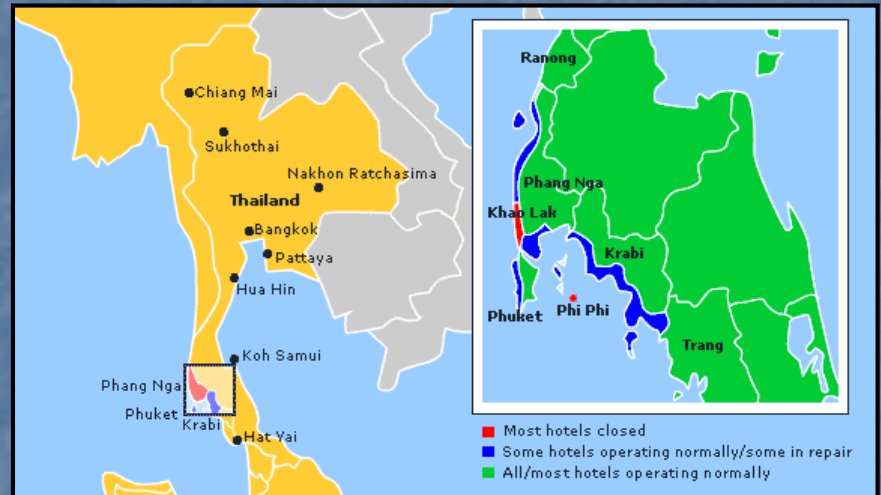 Chiang Mai
Sukhothai
Nakhon Ratchasima
Thailand
Bangkok
Pattaya
Hua Hin
Koh Samui
Phang Nga
Phuket
Krabi
Hat Yai
Ranong
Phang Nga
Khao Lak
Krabi
Phuket
Phi Phi
Trang
Most hotels closed
Some hotels operating normally/some in repair
All/most hotels operating normally